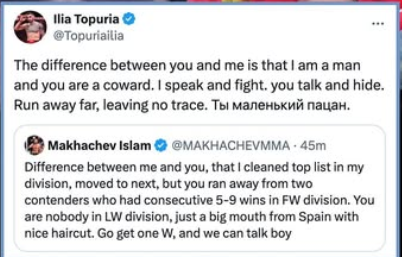 Ilia Topuria
@Topuriailia
The difference between you and me is that I am a man
and you are a coward. I speak and fight. you talk and hide.
Run away far, leaving no trace. Ты маленький пацан.
Makhachev Islam @MAKHACHEVMMA · 45m
Difference between me and you, that I cleaned top list in my
division, moved to next, but you ran away from two
contenders who had consecutive 5-9 wins in FW division. You
are nobody in LW division, just a big mouth from Spain with
nice haircut. Go get one W, and we can talk boy